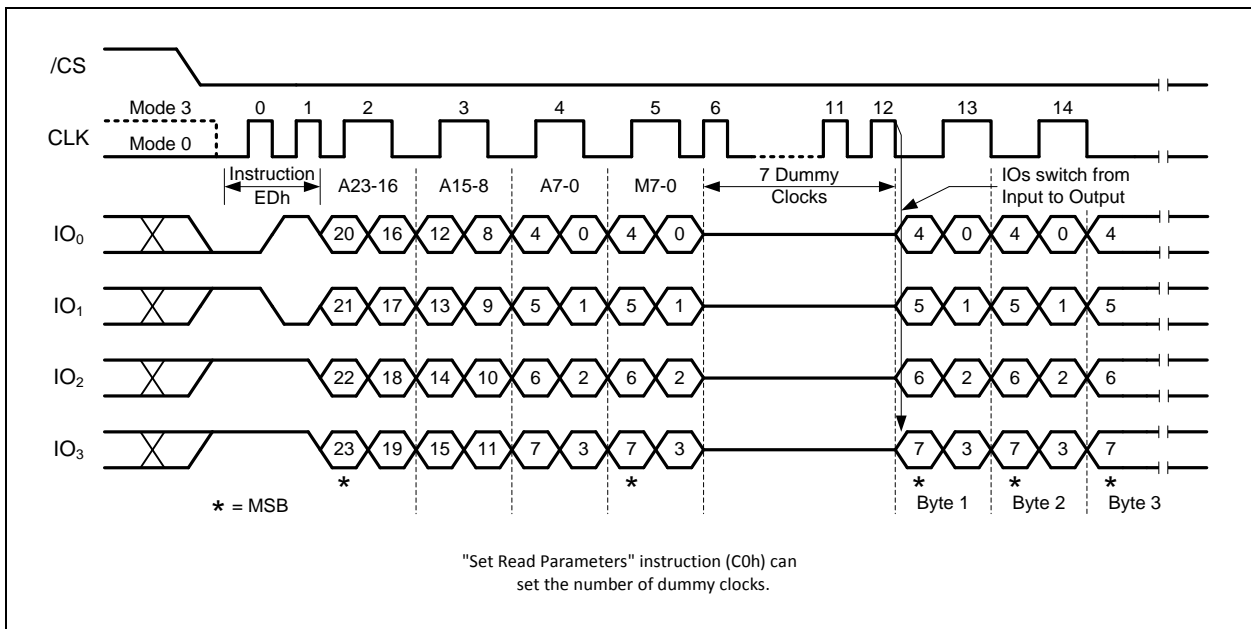 /CS
Mode 3 0 1 2 3 4 5 6 11 12 13 14
CLK
Mode 0
Instruction EDh
A23-16 A15-8 A7-0 M7-0
7 Dummy Clocks
IOs switch from Input to Output
IO₀ 20 16 12 8 4 0 4 0 4 0 4 0 4
IO₁ 21 17 13 9 5 1 5 1 5 1 5 1 5
IO₂ 22 18 14 10 6 2 6 2 6 2 6 2 6
IO₃ 23 19 15 11 7 3 7 3 7 3 7 3 7
* * * * *
* = MSB
Byte 1 Byte 2 Byte 3
"Set Read Parameters" instruction (C0h) can
set the number of dummy clocks.